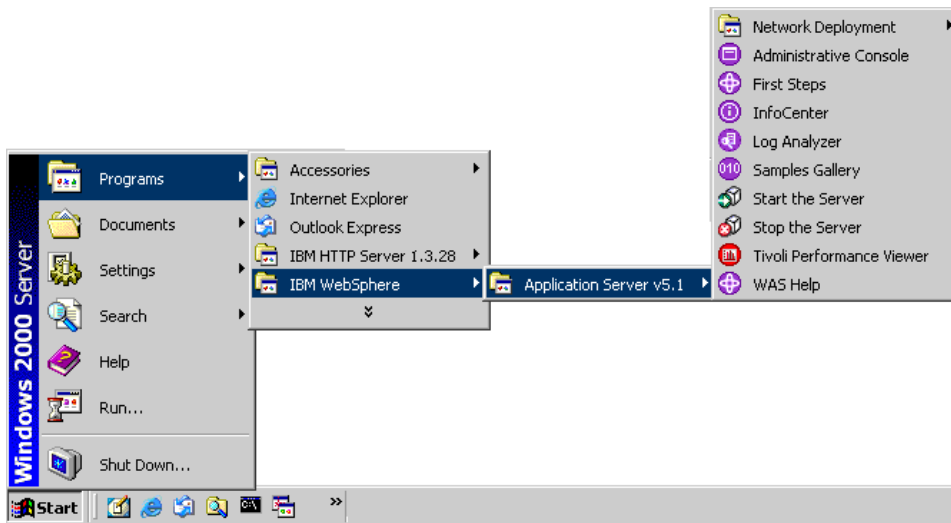 Network Deployment
Administrative Console
First Steps
InfoCenter
Log Analyzer
Samples Gallery
Start the Server
Stop the Server
Tivoli Performance Viewer
WAS Help
Accessories
Internet Explorer
Outlook Express
IBM HTTP Server 1.3.28
IBM WebSphere
Application Server v5.1
Programs
Documents
Settings
Search
Help
Run...
Shut Down...
Windows 2000 Server
Start